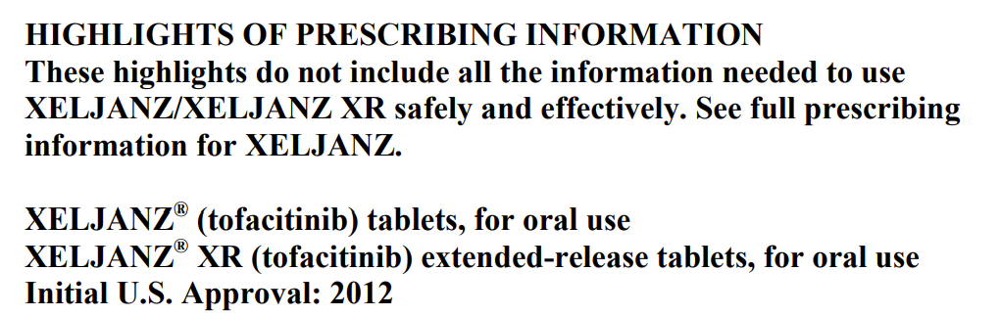 HIGHLIGHTS OF PRESCRIBING INFORMATION
These highlights do not include all the information needed to use
XELJANZ/XELJANZ XR safely and effectively. See full prescribing
information for XELJANZ.
XELJANZ® (tofacitinib) tablets, for oral use
XELJANZ® XR (tofacitinib) extended-release tablets, for oral use
Initial U.S. Approval: 2012